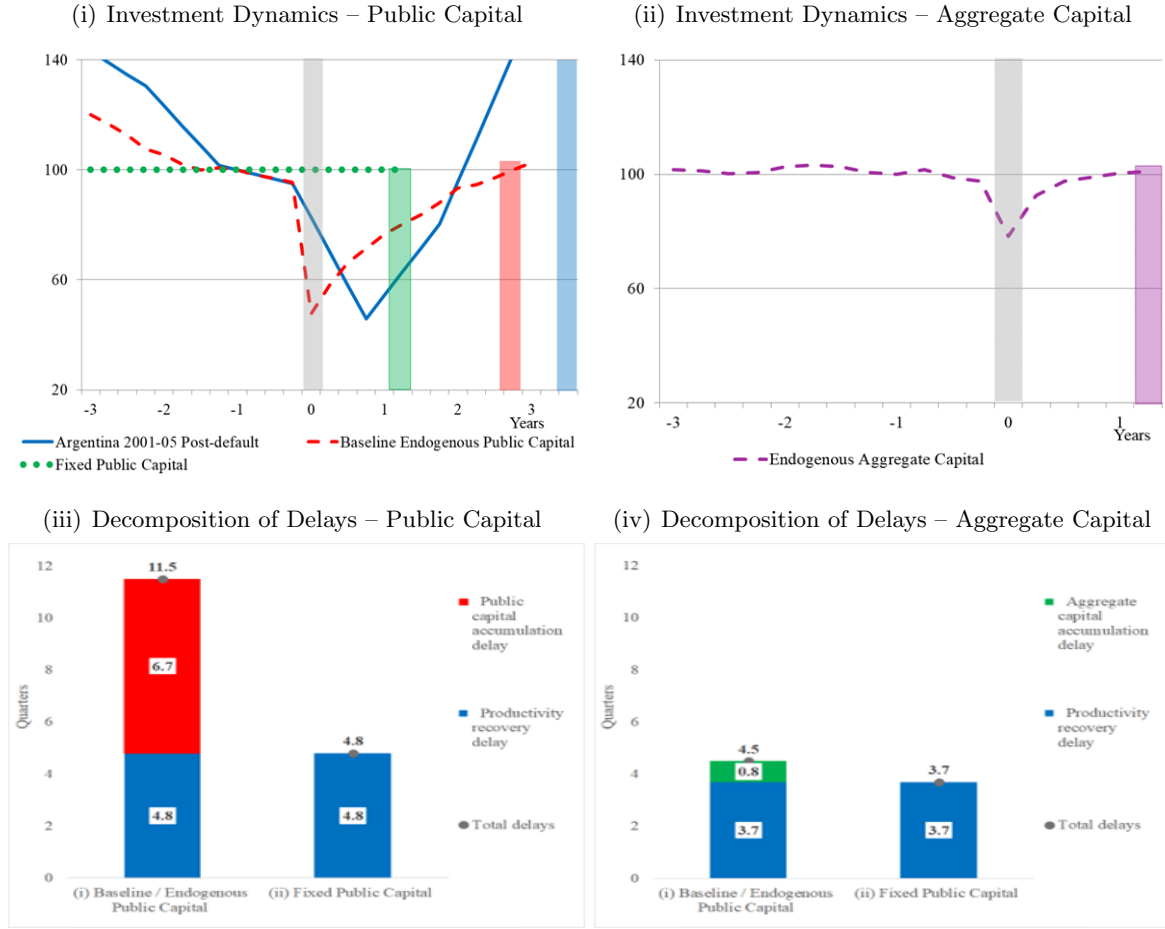 (i) Investment Dynamics – Public Capital
140
100
60
20
-3 -2 -1 0 1 2 3
Years
Argentina 2001-05 Post-default
Baseline Endogenous Public Capital
Fixed Public Capital
(ii) Investment Dynamics – Aggregate Capital
140
100
60
20
-3 -2 -1 0 1
Years
Endogenous Aggregate Capital
(iii) Decomposition of Delays – Public Capital
Quarters
12
10
8
6
4
2
0
11.5
6.7
4.8
4.8
4.8
(i) Baseline / Endogenous
Public Capital
(ii) Fixed Public Capital
Public
capital
accumulation
delay
Productivity
recovery
delay
Total delays
(iv) Decomposition of Delays – Aggregate Capital
Quarters
12
10
8
6
4
2
0
4.5
0.8
3.7
3.7
3.7
(i) Baseline / Endogenous
Public Capital
(ii) Fixed Public Capital
Aggregate
capital
accumulation
delay
Productivity
recovery
delay
Total delays